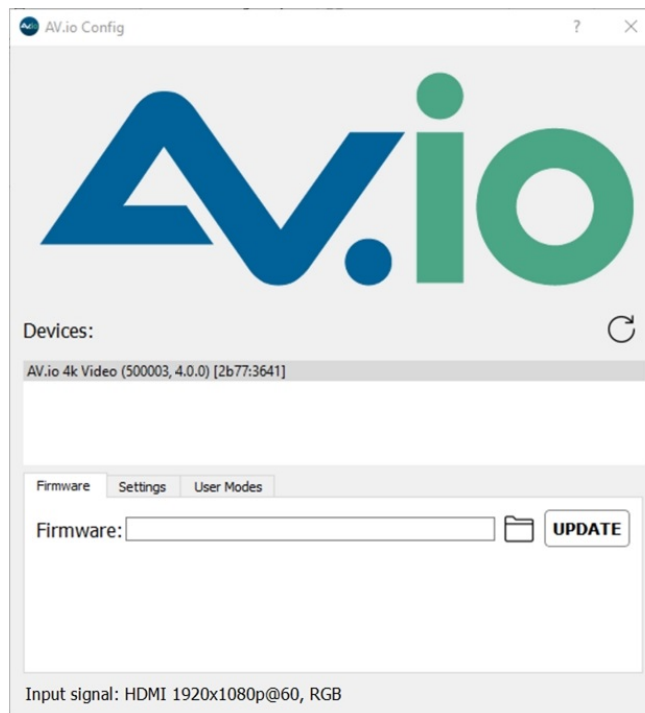 AV.io Config
AV.io
Devices:
AV.io 4k Video (500003, 4.0.0) [2b77:3641]
Firmware Settings User Modes
Firmware: UPDATE
Input signal: HDMI 1920x1080p@60, RGB